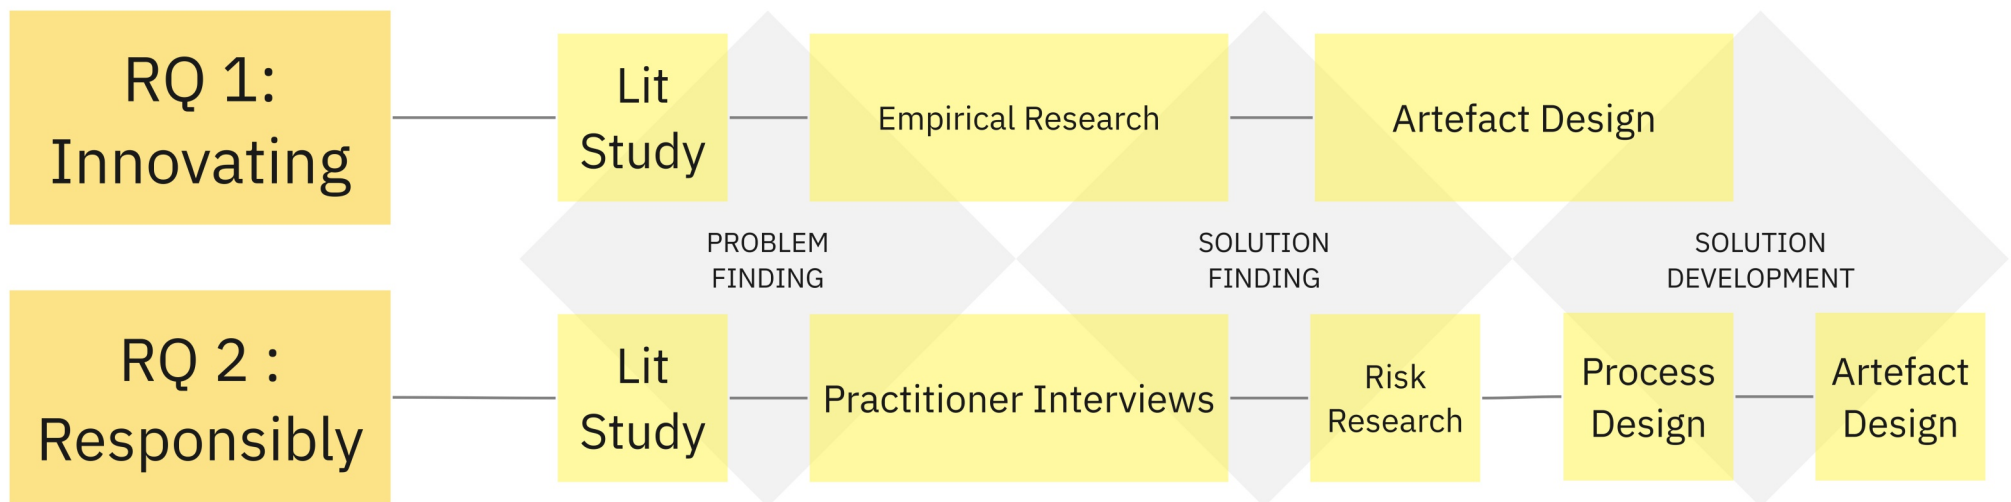 RQ 1:
Innovating
Lit
Study
Empirical Research
Artefact Design
PROBLEM
FINDING
SOLUTION
FINDING
SOLUTION
DEVELOPMENT
RQ 2 :
Responsibly
Lit
Study
Practitioner Interviews
Risk
Research
Process
Design
Artefact
Design